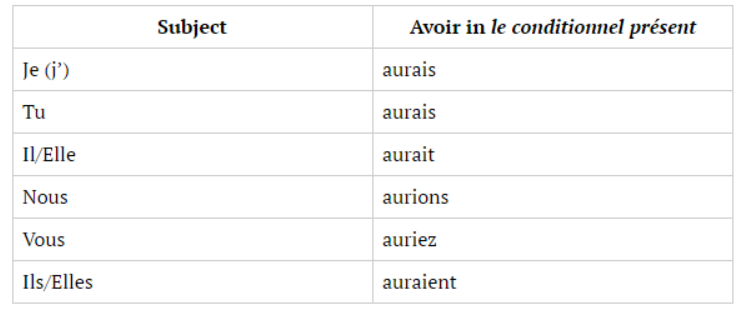 Subject Avoir in le conditionnel présent
Je (j’) aurais
Tu aurais
Il/Elle aurait
Nous aurions
Vous auriez
Ils/Elles auraient